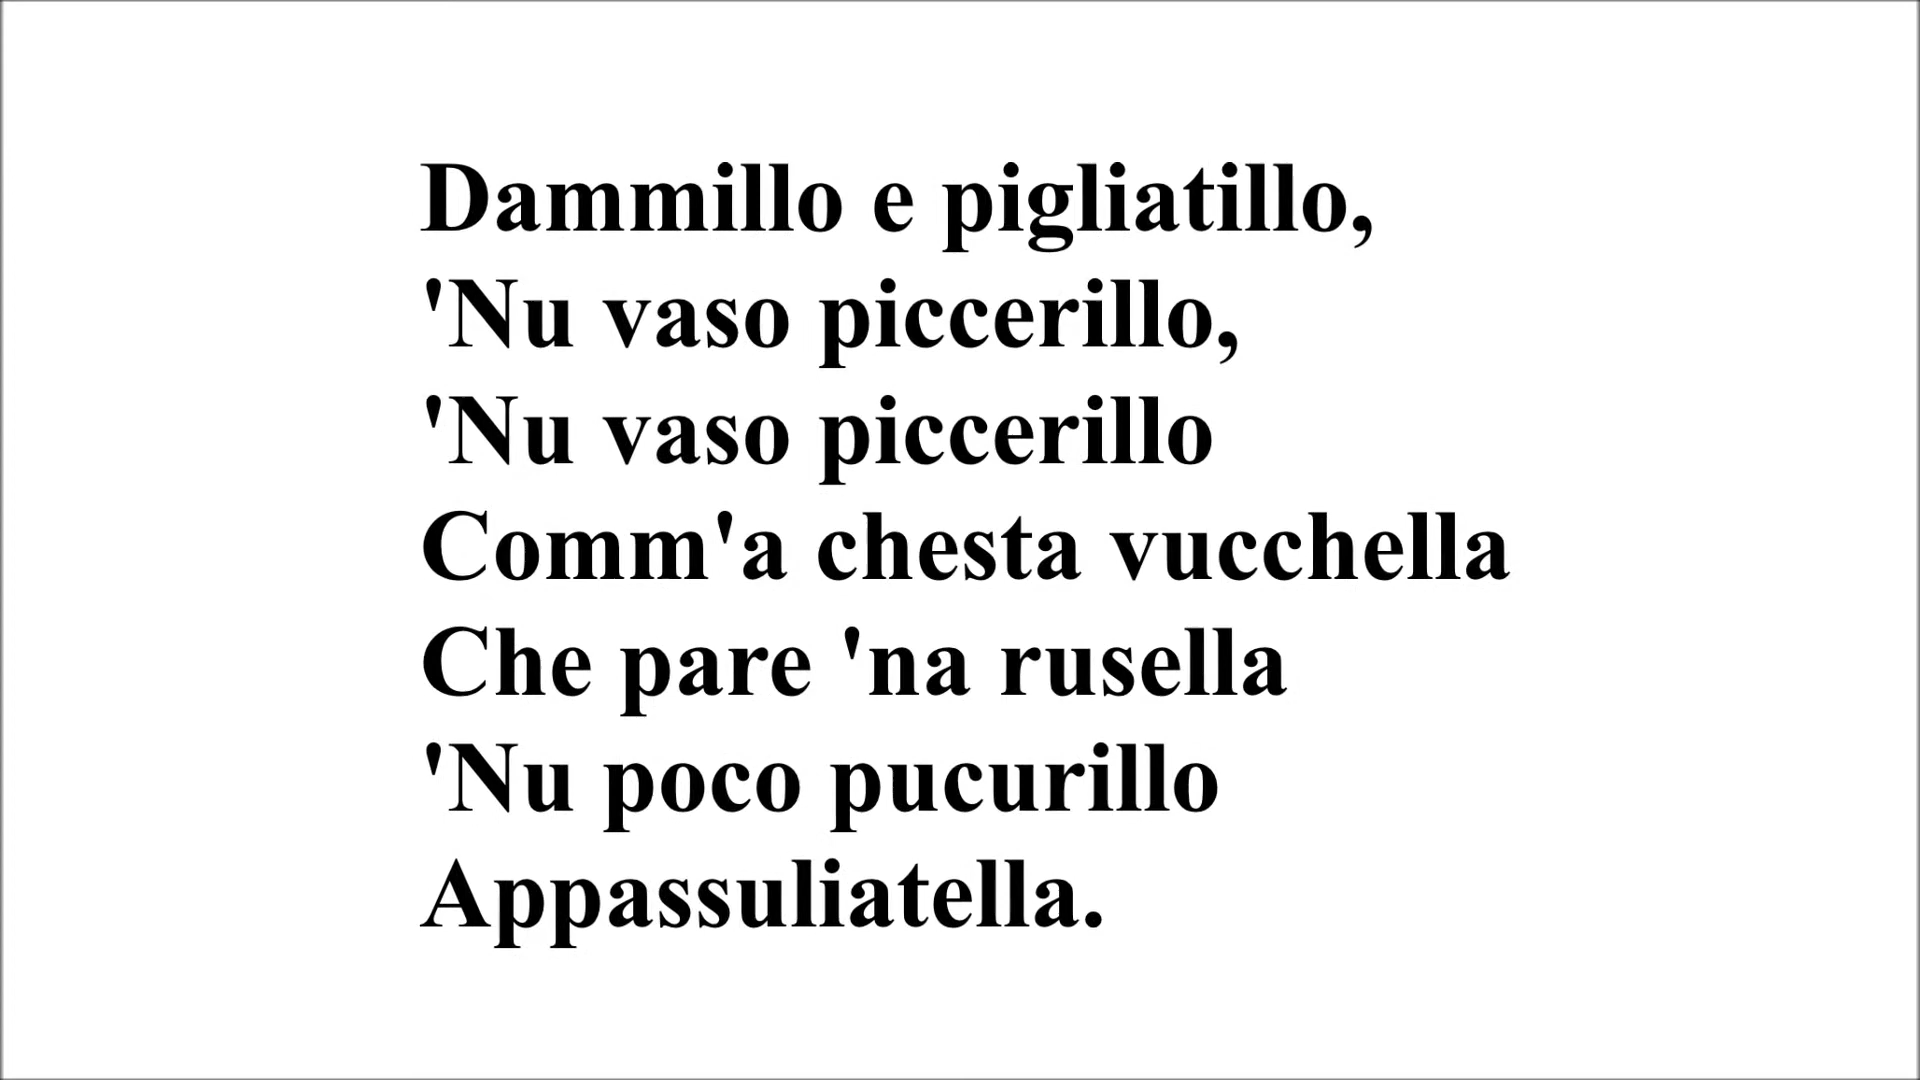 Dammillo e pigliatillo,
'Nu vaso piccerillo,
'Nu vaso piccerillo
Comm'a chesta vucchella
Che pare 'na rusella
'Nu poco pucurillo
Appassuliatella.